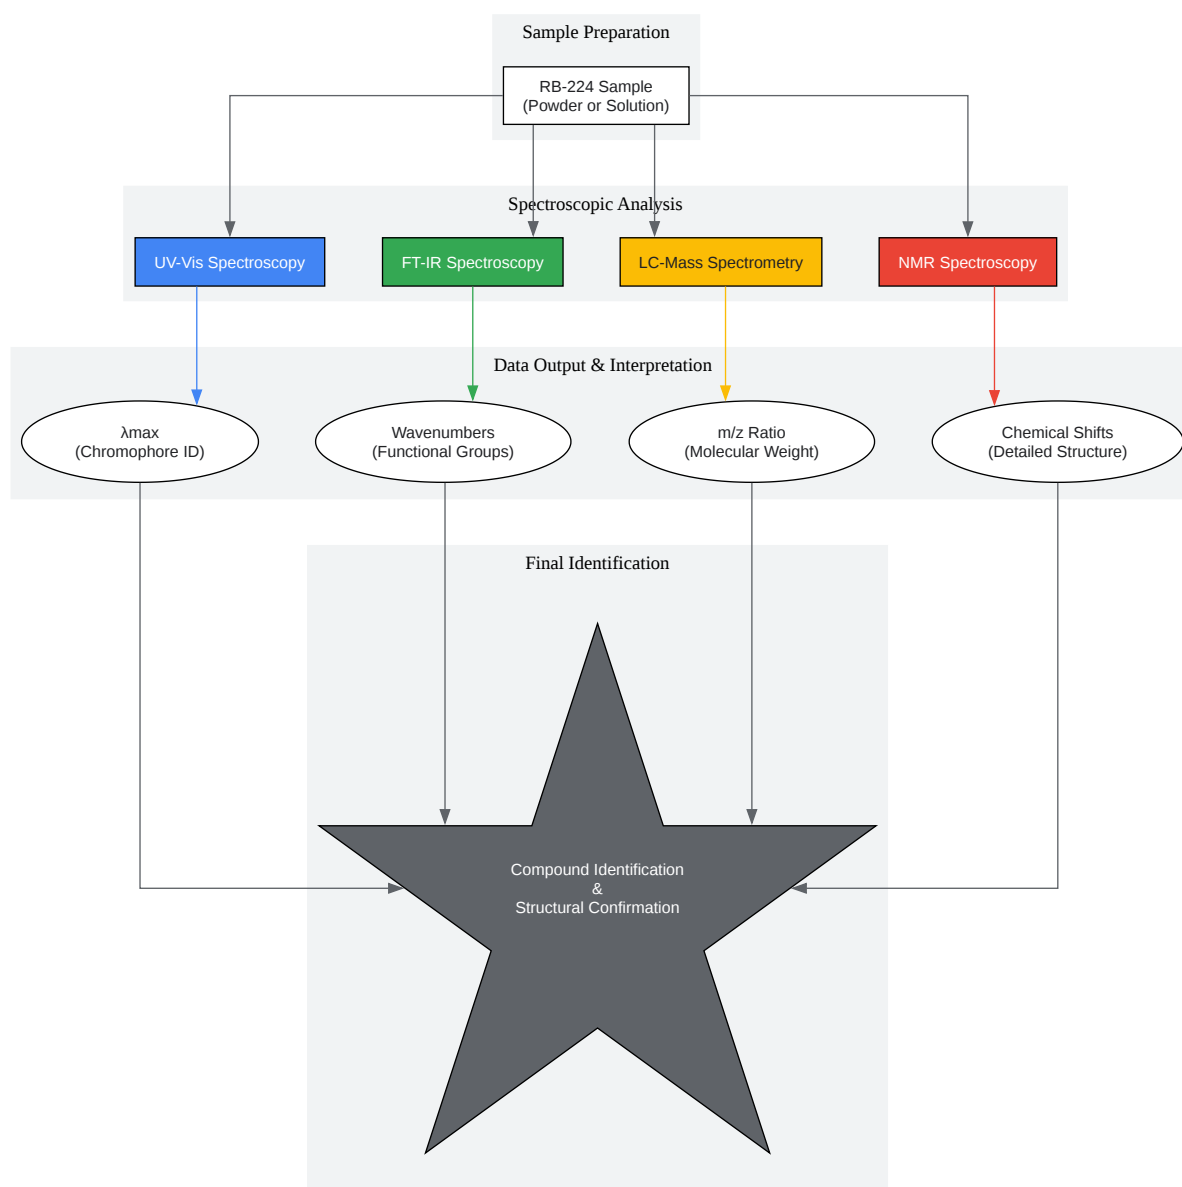 Sample Preparation
RB-224 Sample
(Powder or Solution)
Spectroscopic Analysis
UV-Vis Spectroscopy
FT-IR Spectroscopy
LC-Mass Spectrometry
NMR Spectroscopy
Data Output & Interpretation
λmax
(Chromophore ID)
Wavenumbers
(Functional Groups)
m/z Ratio
(Molecular Weight)
Chemical Shifts
(Detailed Structure)
Final Identification
Compound Identification
&
Structural Confirmation